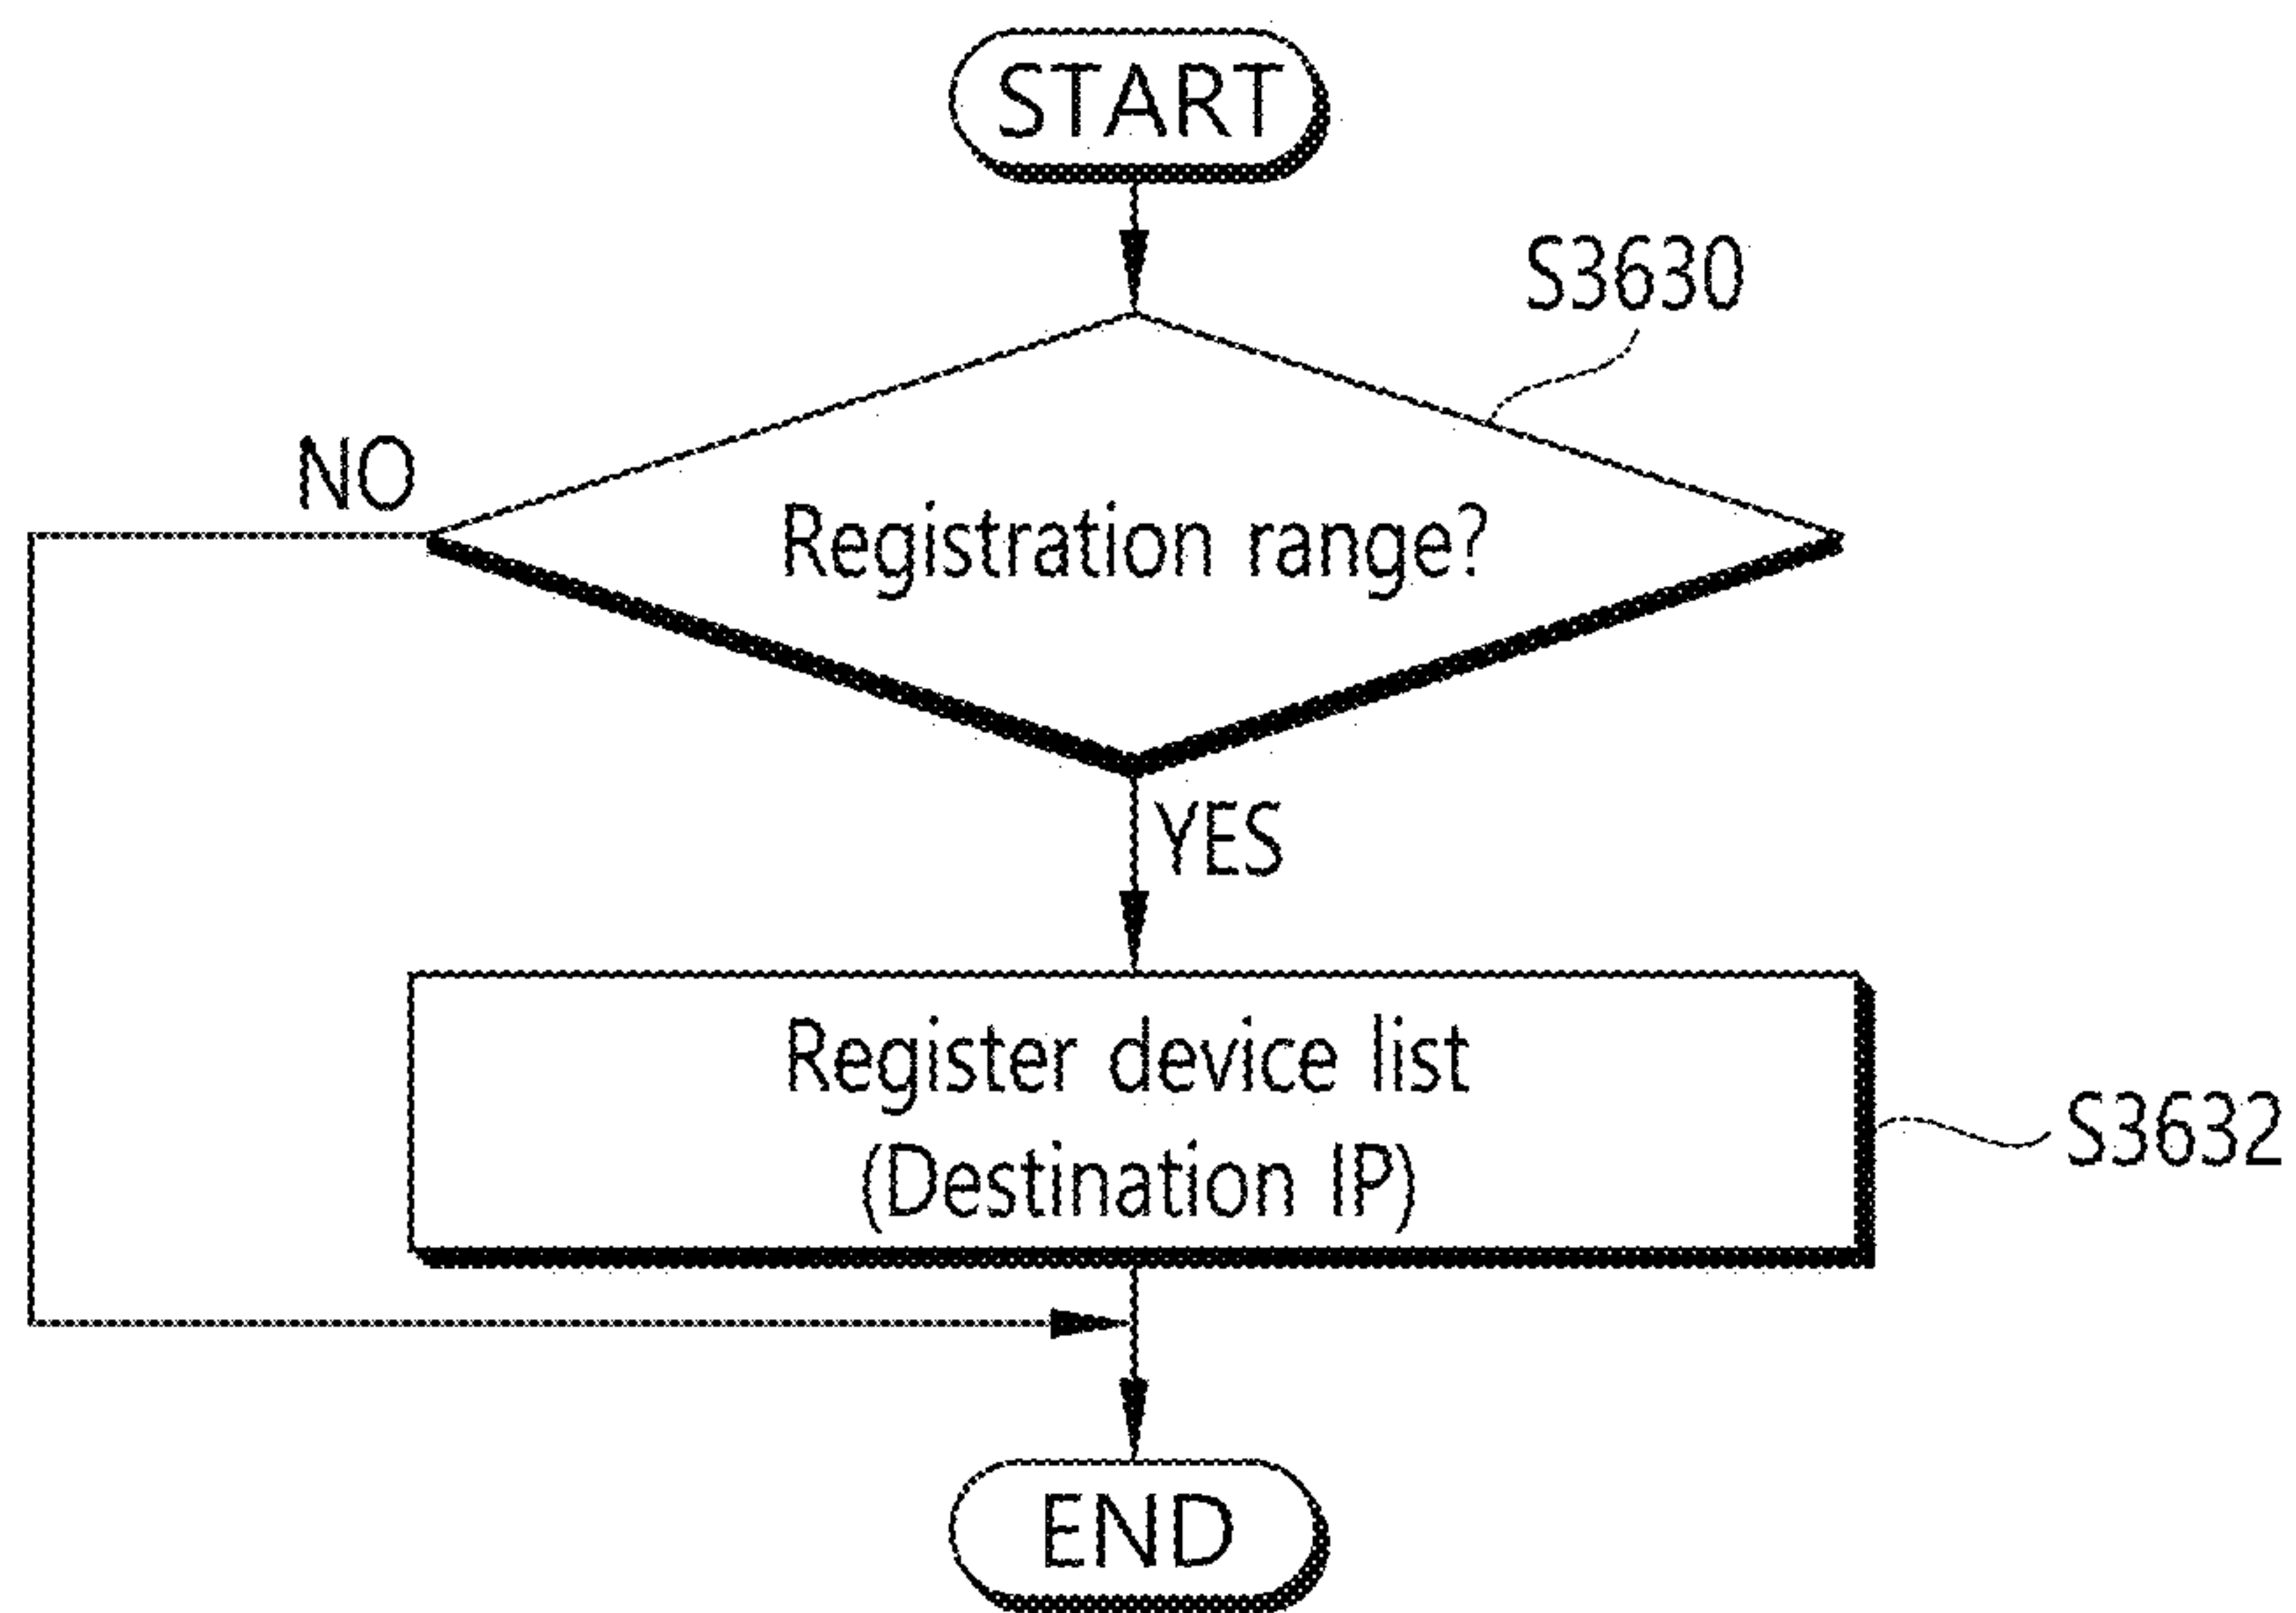 START
S3630
NO
Registration range?
YES
Register device list
(Destination IP)
S3632
END